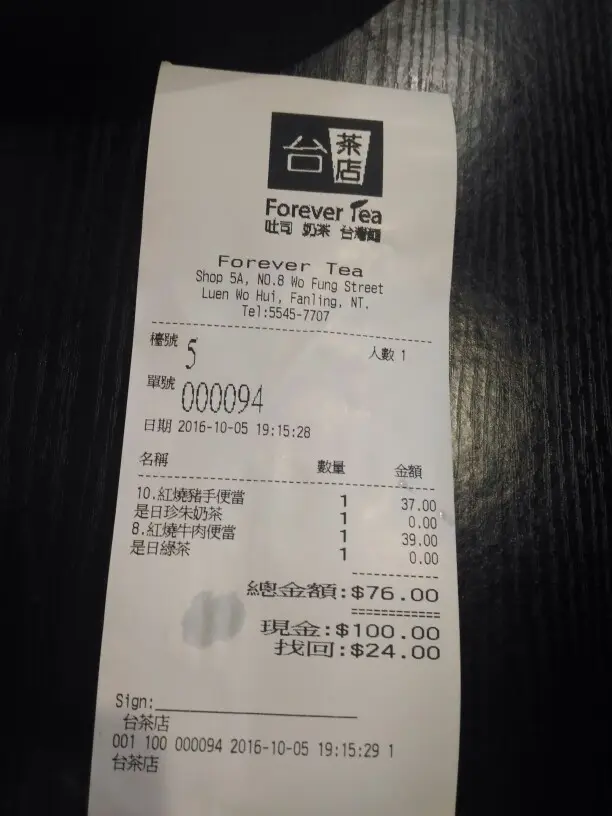 台茶店
Forever Tea
吐司 奶茶 台灣麵
Forever Tea
Shop 5A, NO.8 Wo Fung Street
Luen Wo Hui, Fanling, NT.
Tel:5545-7707
檯號 5 人數 1
單號 000094
日期 2016-10-05 19:15:28
名稱 數量 金額
10.紅燒豬手便當 1 37.00
是日珍朱奶茶 1 0.00
8.紅燒牛肉便當 1 39.00
是日綠茶 1 0.00
總金額:$76.00
現金:$100.00
找回:$24.00
Sign:
台茶店
001 100 000094 2016-10-05 19:15:29 1
台茶店